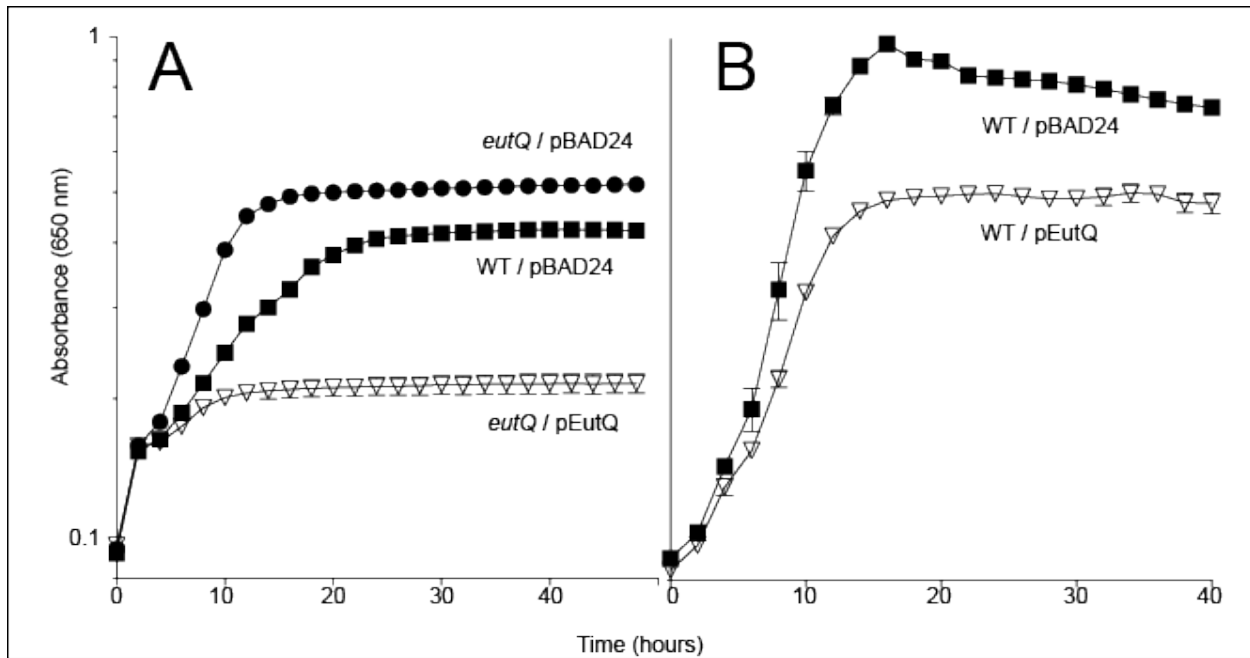 A
B
1
0.1
Absorbance (650 nm)
eutQ / pBAD24
WT / pBAD24
eutQ / pEutQ
WT / pBAD24
WT / pEutQ
0 10 20 30 40
0 10 20 30 40
Time (hours)